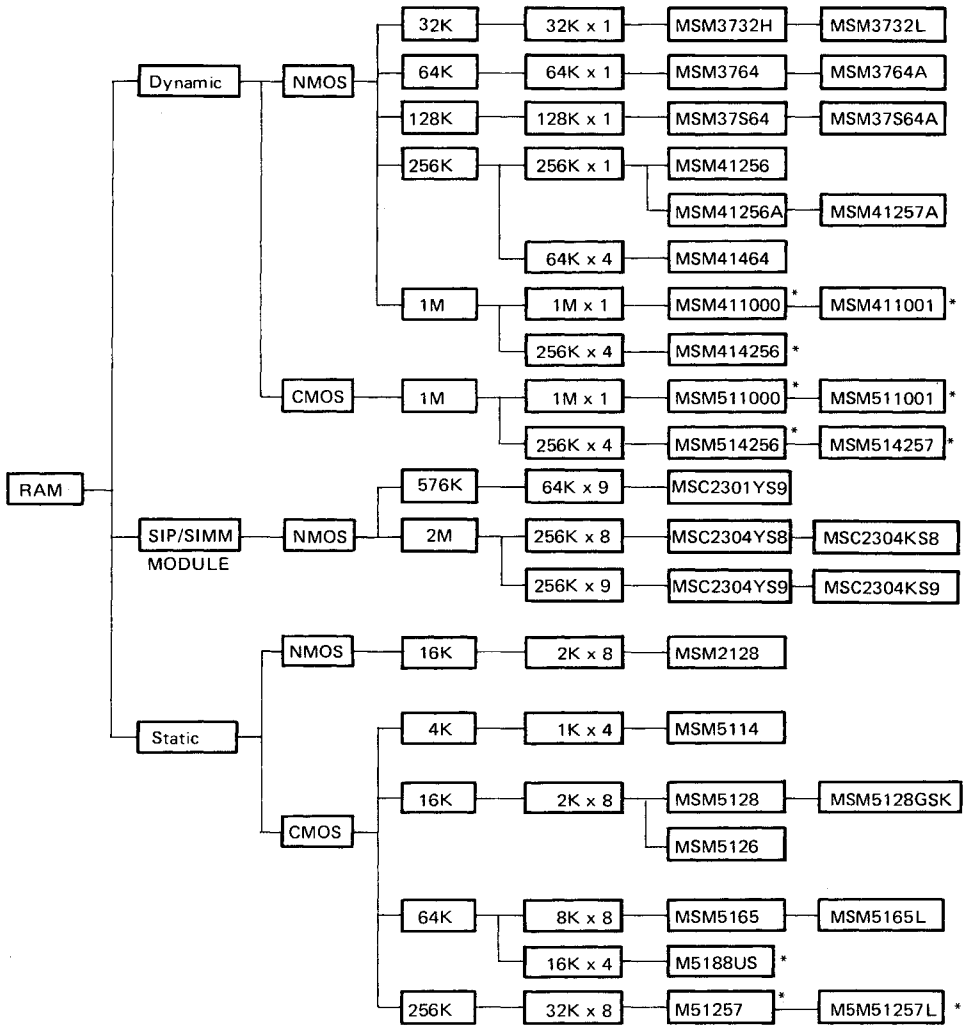 32K 32K x 1 MSM3732H MSM3732L
Dynamic NMOS 64K 64K x 1 MSM3764 MSM3764A
128K 128K x 1 MSM37S64 MSM37S64A
256K 256K x 1 MSM41256
MSM41256A MSM41257A
64K x 4 MSM41464
1M 1M x 1 MSM411000 * MSM411001 *
256K x 4 MSM414256 *
CMOS 1M 1M x 1 MSM511000 * MSM511001 *
256K x 4 MSM514256 * MSM514257 *
RAM 576K 64K x 9 MSC2301YS9
SIP/SIMM NMOS 2M 256K x 8 MSC2304YS8 MSC2304KS8
MODULE
256K x 9 MSC2304YS9 MSC2304KS9
NMOS 16K 2K x 8 MSM2128
Static 4K 1K x 4 MSM5114
16K 2K x 8 MSM5128 MSM5128GSK
CMOS MSM5126
64K 8K x 8 MSM5165 MSM5165L
16K x 4 M5188US *
256K 32K x 8 M51257 * M5M51257L *